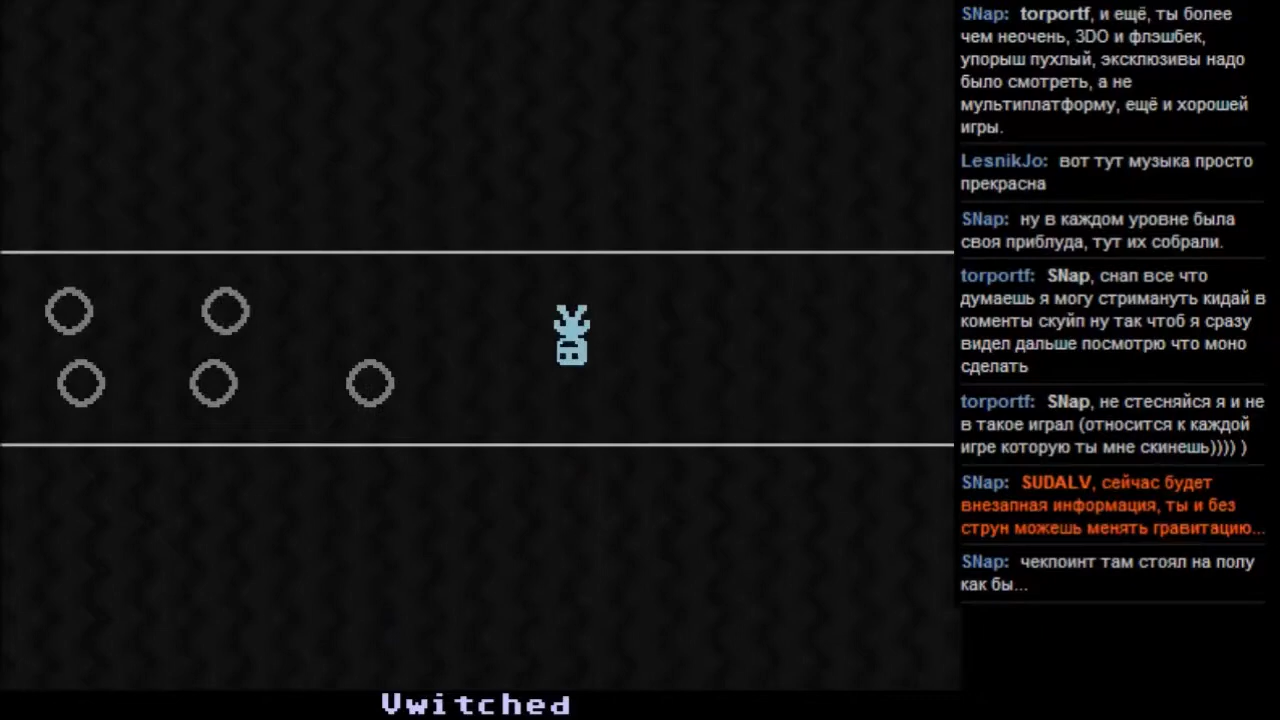 SNap: torportf, и ещё, ты более
чем неочень, 3DO и флэшбек,
упорыш пухлый, эксклюзивы надо
было смотреть, а не
мультиплатформу, ещё и хорошей
игры.
LesnikJo: вот тут музыка просто
прекрасна
SNap: ну в каждом уровне была
своя приблуда, тут их собрали.
torportf: SNap, снап все что
думаешь я могу стримануть кидай в
коменты скуйп ну так чтоб я сразу
видел дальше посмотрю что моно
сделать
torportf: SNap, не стесняйся я и не
в такое играл (относится к каждой
игре которую ты мне скинешь)))) )
SNap: SUDALV, сейчас будет
внезапная информация, ты и без
струн можешь менять гравитацию...
SNap: чекпоинт там стоял на полу
как бы...
Vwitched